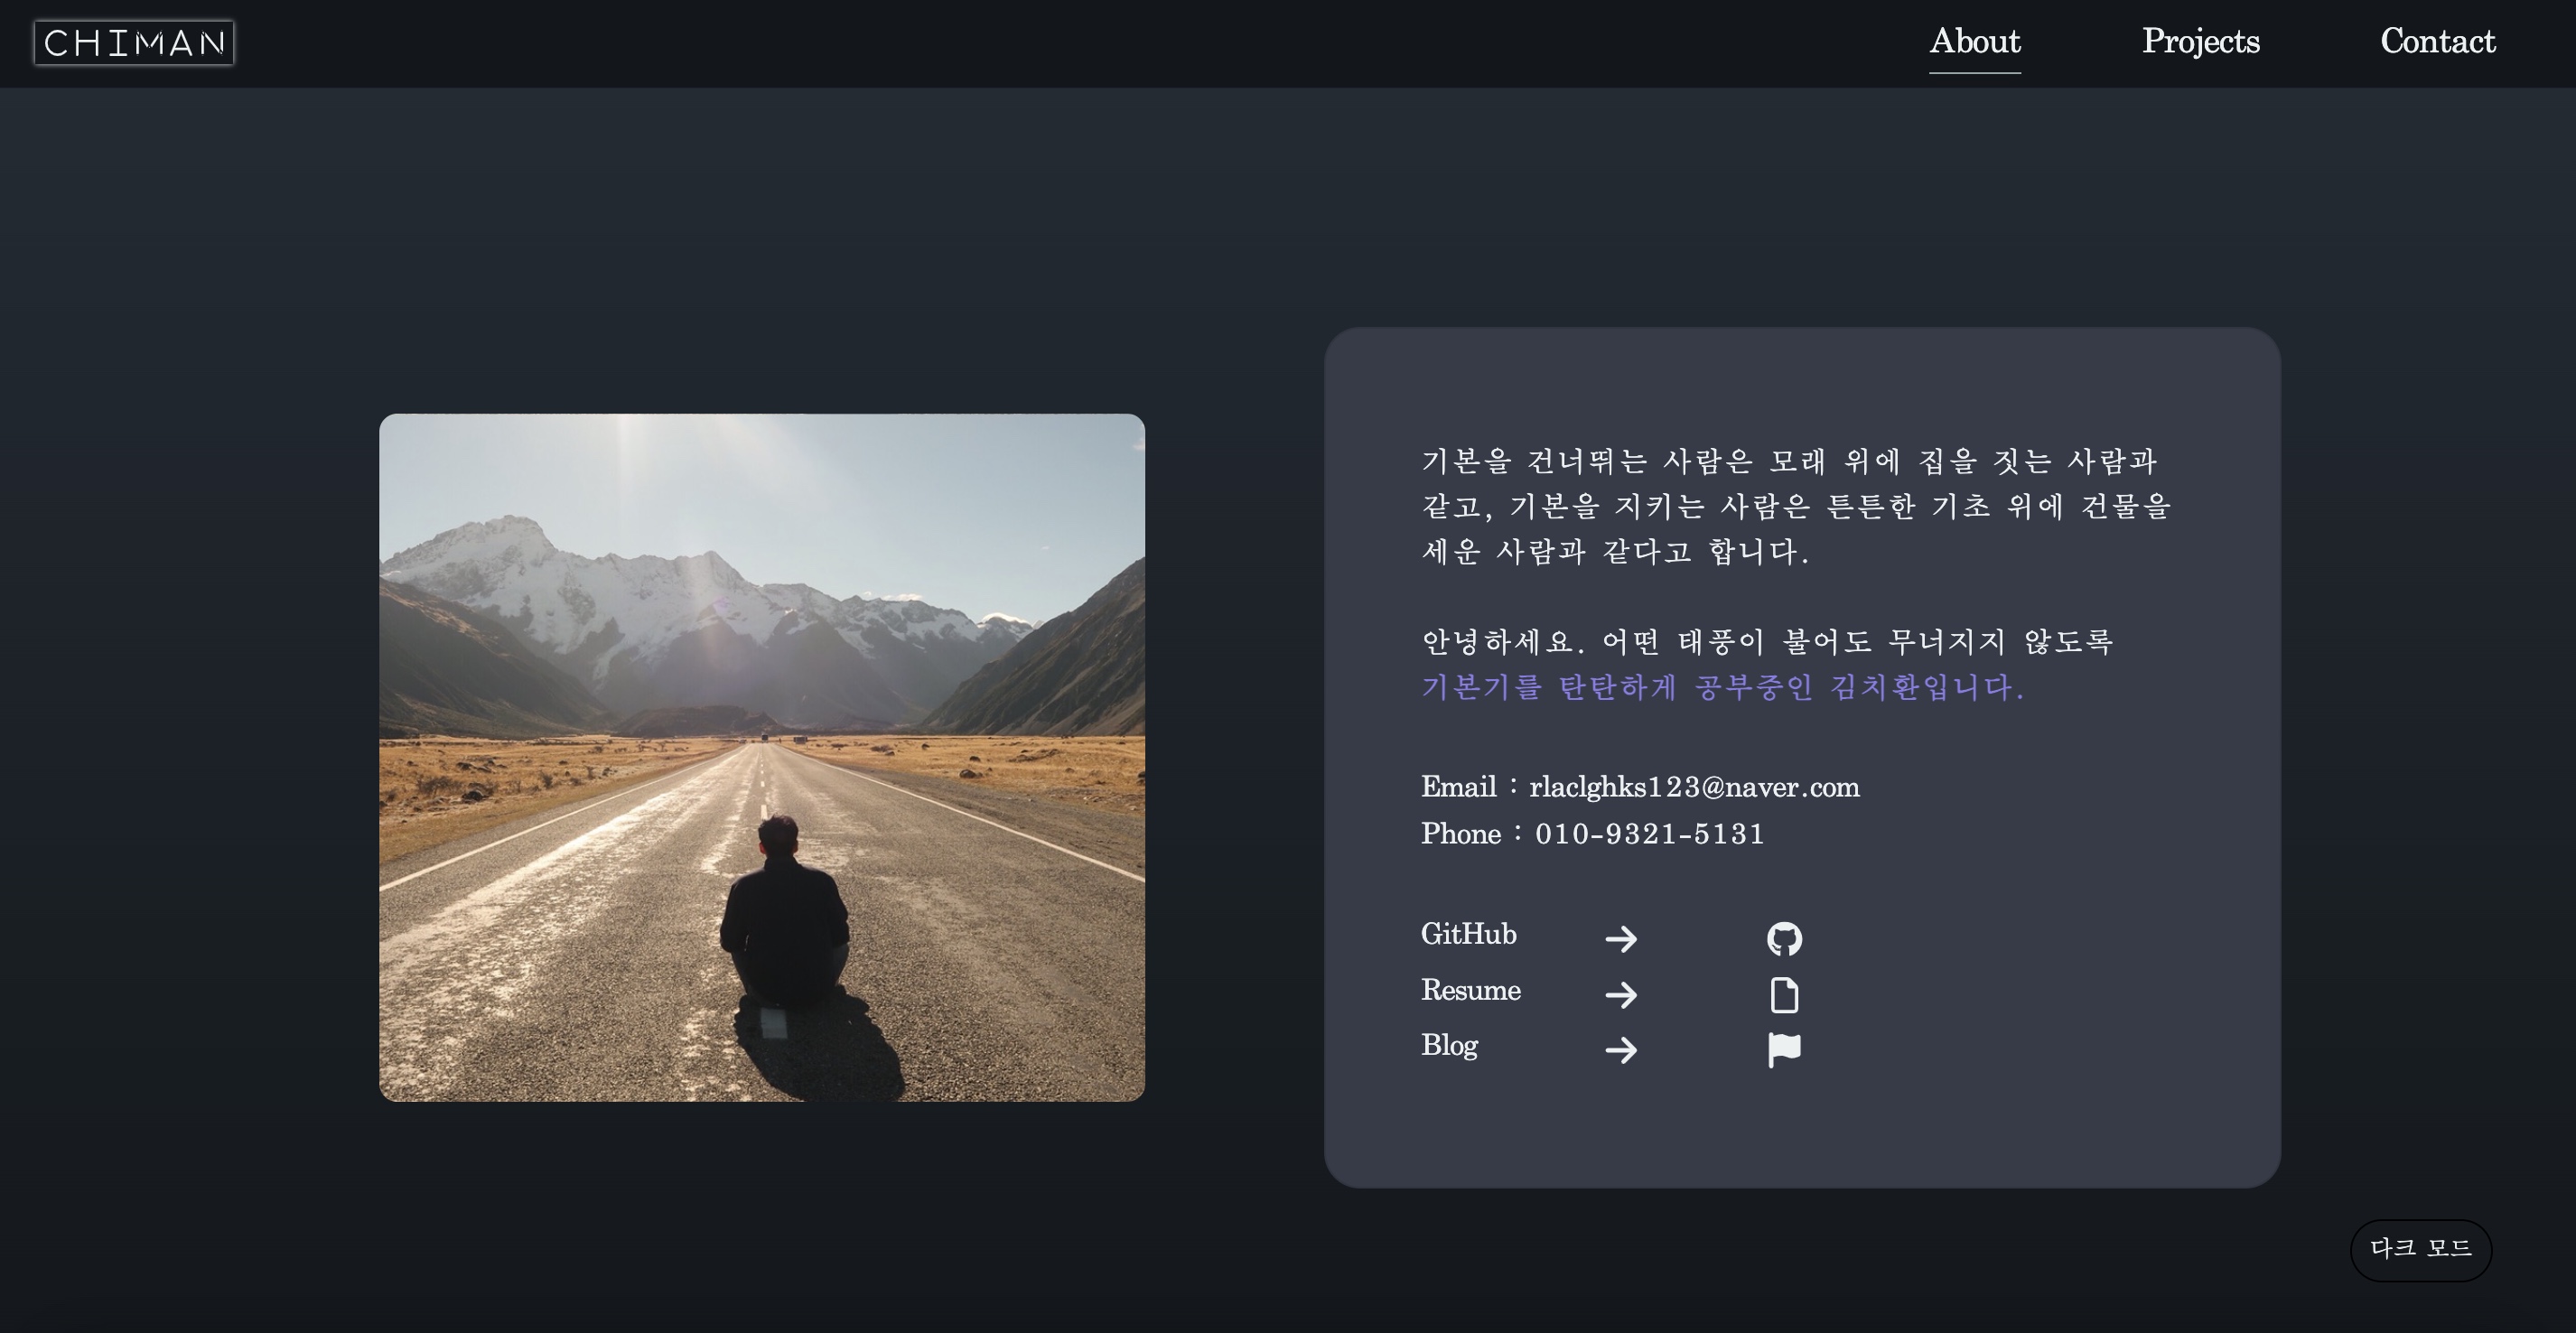 CHIMAN
About
Projects
Contact
기본을 건너뛰는 사람은 모래 위에 집을 짓는 사람과
같고, 기본을 지키는 사람은 튼튼한 기초 위에 건물을
세운 사람과 같다고 합니다.
안녕하세요. 어떤 태풍이 불어도 무너지지 않도록
기본기를 탄탄하게 공부중인 김치환입니다.
Email : rlaclghks123@naver.com
Phone : 010-9321-5131
GitHub
Resume
Blog
다크 모드